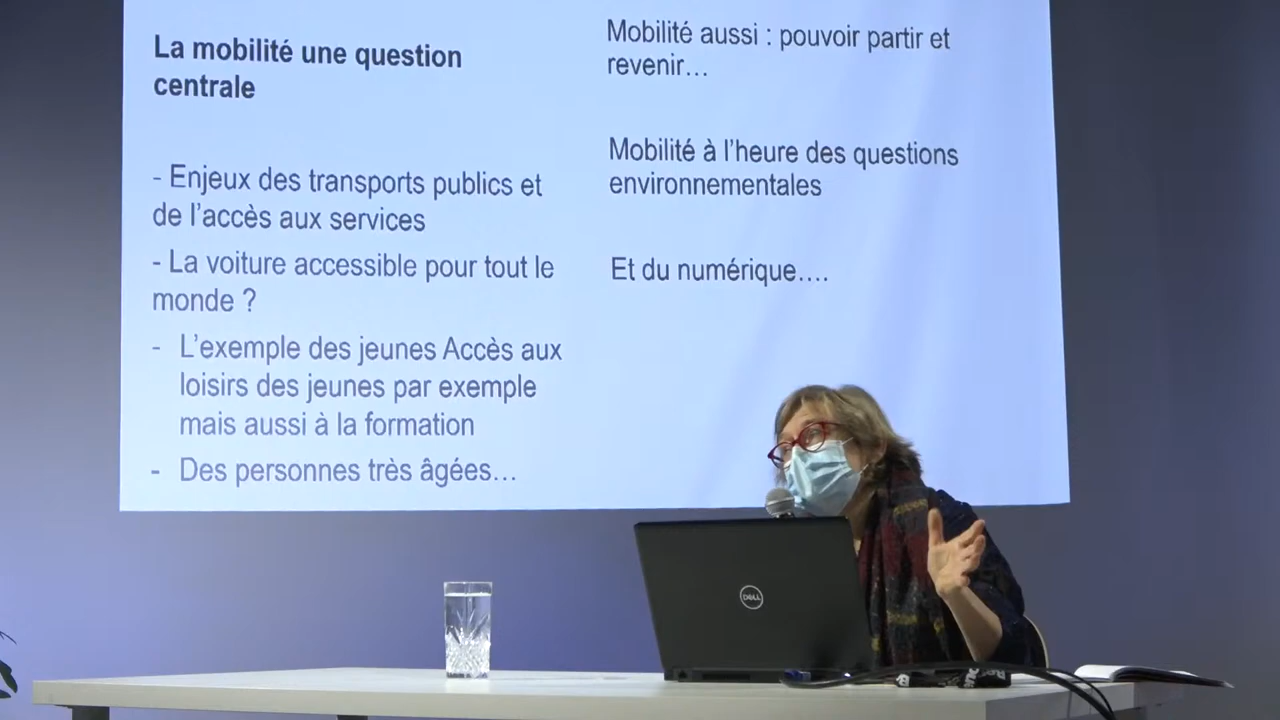 La mobilité une question
centrale
- Enjeux des transports publics et
de l’accès aux services
- La voiture accessible pour tout le
monde ?
- L’exemple des jeunes Accès aux
loisirs des jeunes par exemple
mais aussi à la formation
- Des personnes très âgées…
Mobilité aussi : pouvoir partir et
revenir…
Mobilité à l’heure des questions
environnementales
Et du numérique….
DELL